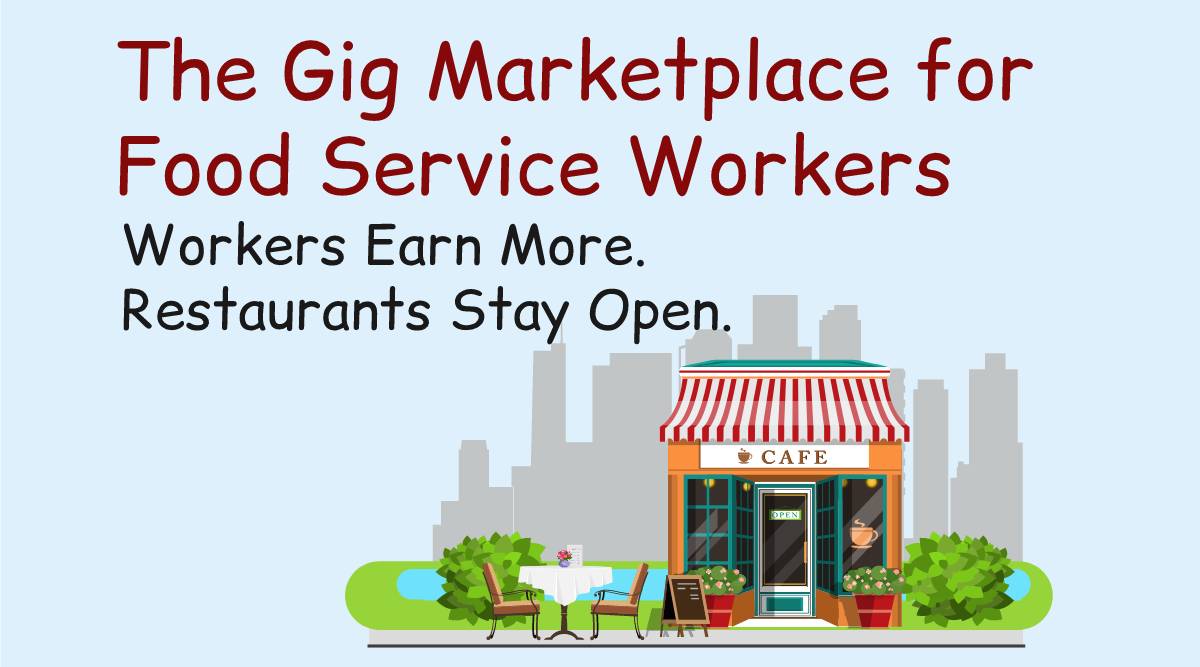 The Gig Marketplace for
Food Service Workers
Workers Earn More.
Restaurants Stay Open.
CAFE
OPEN